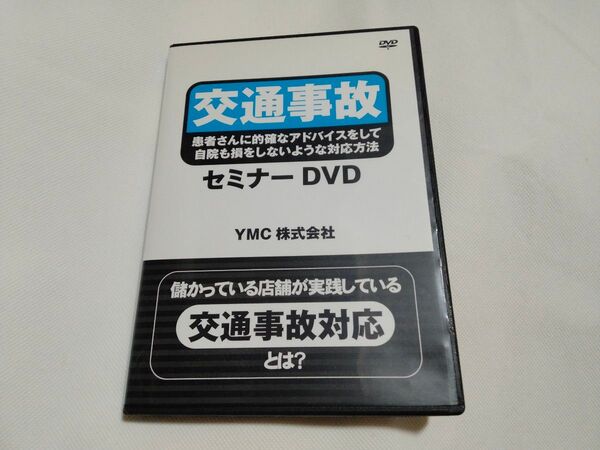 DVD
交通事故
患者さんに的確なアドバイスをして
自院も損をしないような対応方法
セミナー DVD
YMC 株式会社
儲かっている店舗が実践している
交通事故対応
とは?